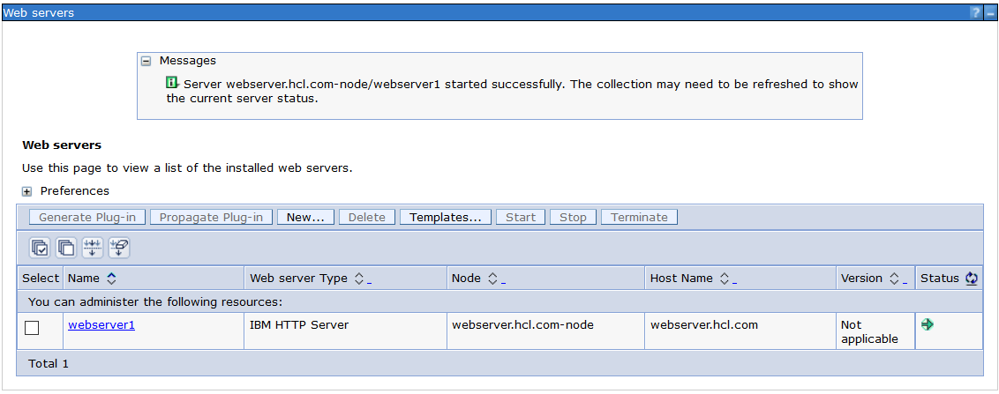 Web servers
Messages
Server webserver.hcl.com-node/webserver1 started successfully. The collection may need to be refreshed to show
the current server status.
Web servers
Use this page to view a list of the installed web servers.
Preferences
Generate Plug-in Propagate Plug-in New... Delete Templates... Start Stop Terminate
Select Name Web server Type Node Host Name Version Status
You can administer the following resources:
webserver1 IBM HTTP Server webserver.hcl.com-node webserver.hcl.com Not
applicable
Total 1